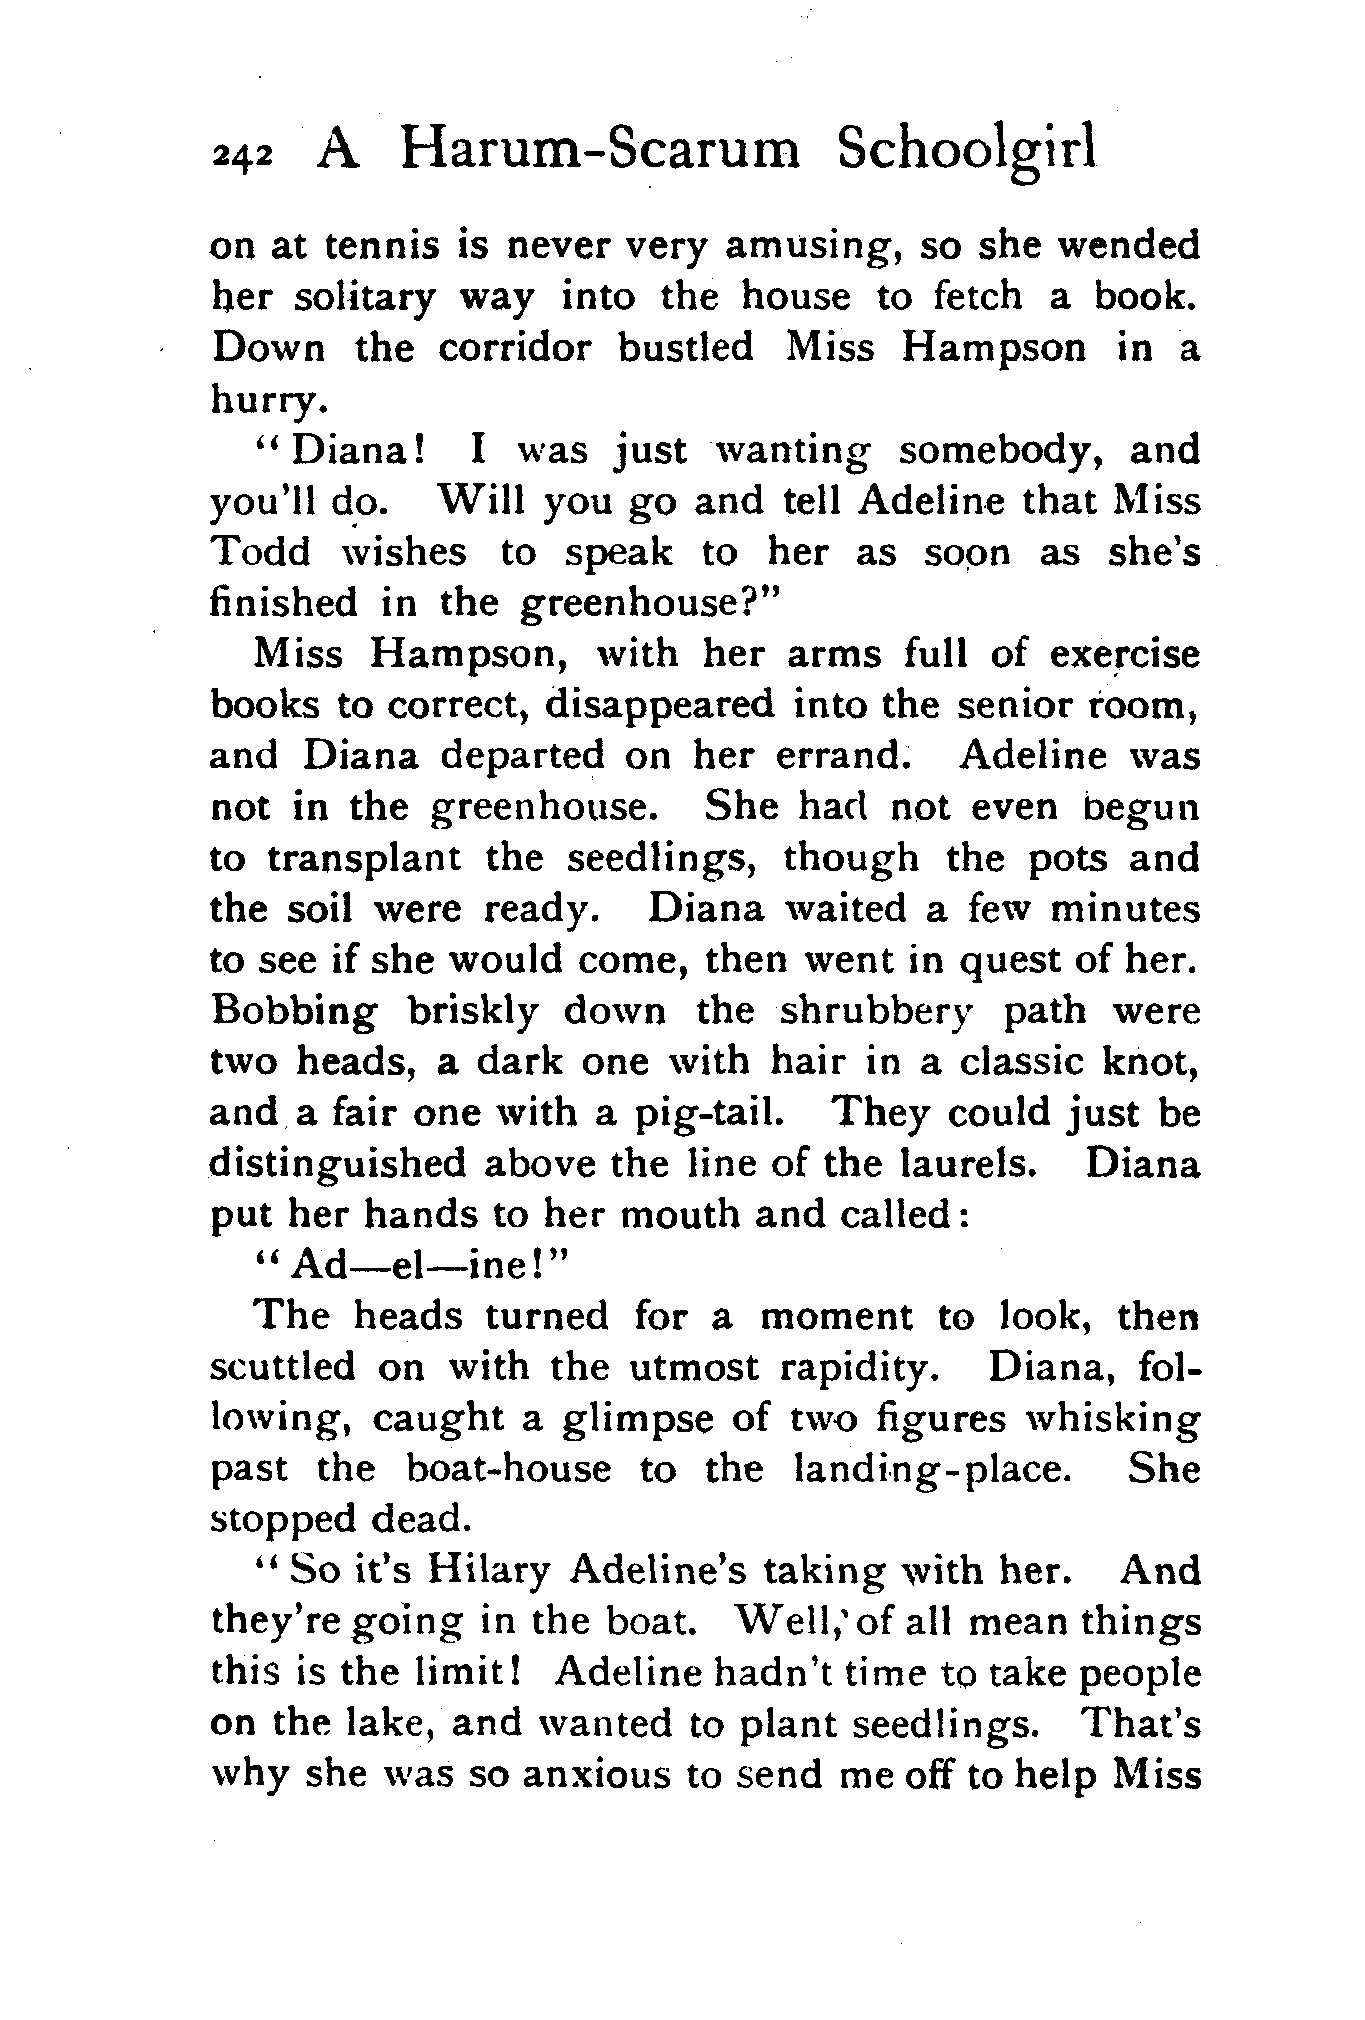 242 A Harum-Scarum Schoolgirl
on at tennis is never very amusing, so she wended
her solitary way into the house to fetch a book.
Down the corridor bustled Miss Hampson in a
hurry.
"Diana! I was just wanting somebody, and
you'll do. Will you go and tell Adeline that Miss
Todd wishes to speak to her as soon as she's
finished in the greenhouse?"
Miss Hampson, with her arms full of exercise
books to correct, disappeared into the senior room,
and Diana departed on her errand. Adeline was
not in the greenhouse. She had not even begun
to transplant the seedlings, though the pots and
the soil were ready. Diana waited a few minutes
to see if she would come, then went in quest of her.
Bobbing briskly down the shrubbery path were
two heads, a dark one with hair in a classic knot,
and a fair one with a pig-tail. They could just be
distinguished above the line of the laurels. Diana
put her hands to her mouth and called:
"Ad—el—ine!"
The heads turned for a moment to look, then
scuttled on with the utmost rapidity. Diana, fol-
lowing, caught a glimpse of two figures whisking
past the boat-house to the landing-place. She
stopped dead.
"So it's Hilary Adeline's taking with her. And
they're going in the boat. Well, of all mean things
this is the limit! Adeline hadn't time to take people
on the lake, and wanted to plant seedlings. That's
why she was so anxious to send me off to help Miss